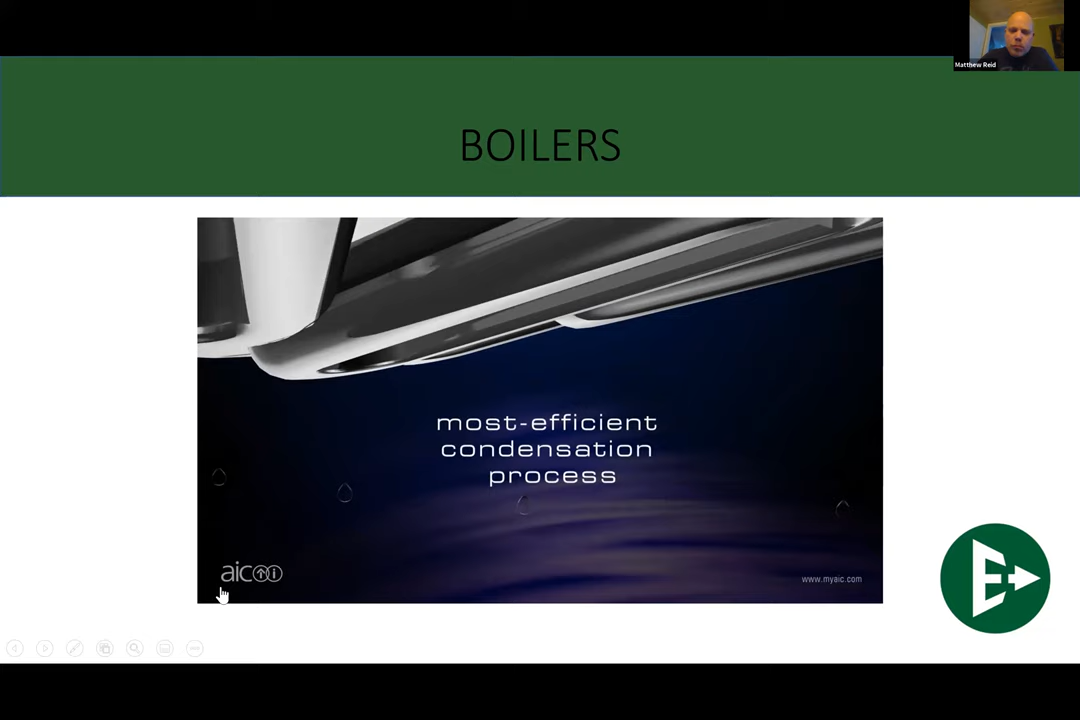 Matthew Reid
BOILERS
most-efficient
condensation
process
aic
www.myaic.com
E